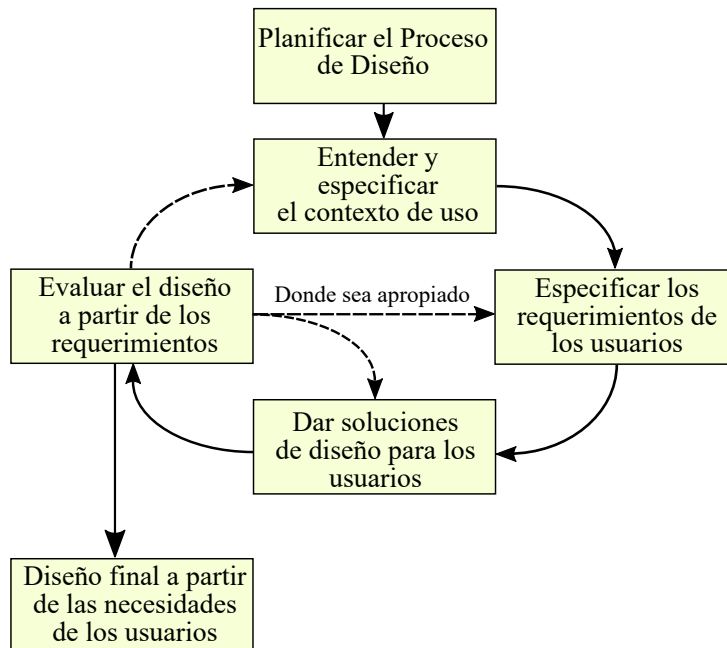 Planificar el Proceso
de Diseño
Entender y
especificar
el contexto de uso
Evaluar el diseño
a partir de los
requerimientos
Donde sea apropiado
Especificar los
requerimientos de
los usuarios
Dar soluciones
de diseño para los
usuarios
Diseño final a partir
de las necesidades
de los usuarios